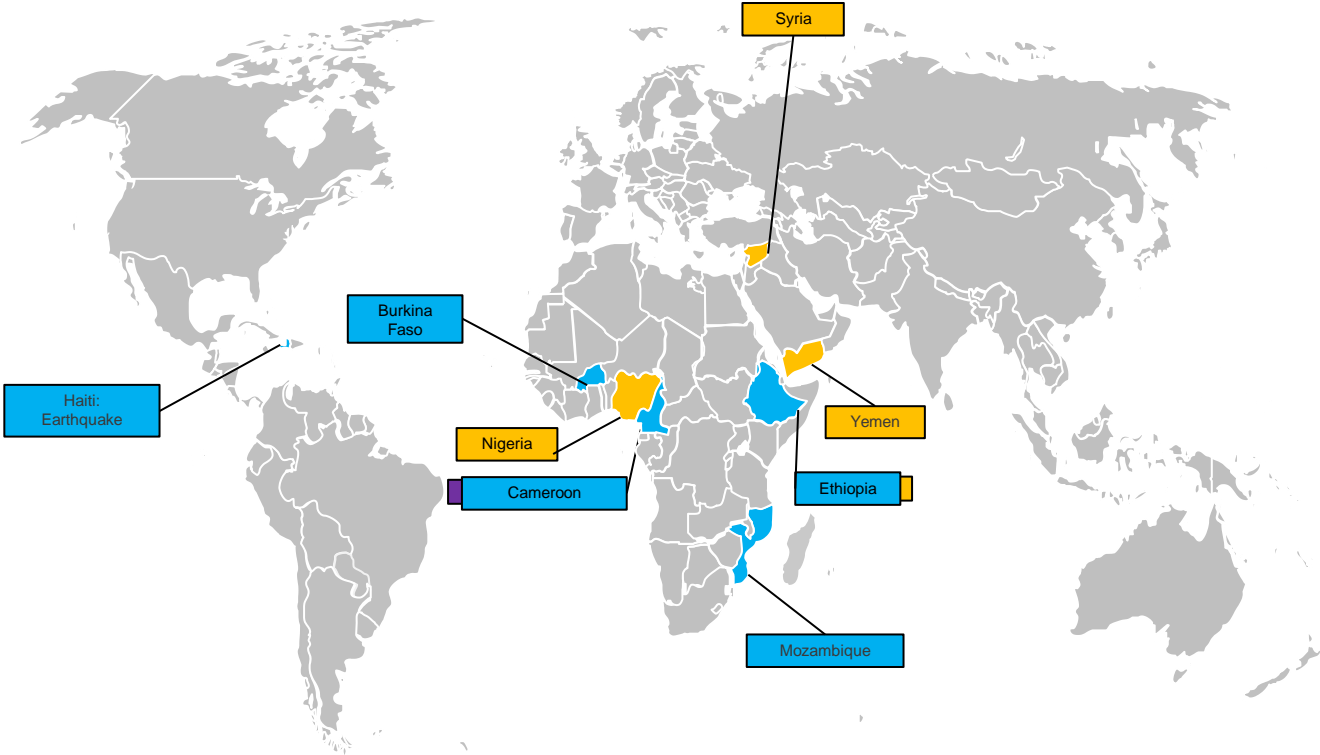 Syria
Burkina
Faso
Haiti:
Earthquake
Nigeria
Yemen
Cameroon
Ethiopia
Mozambique